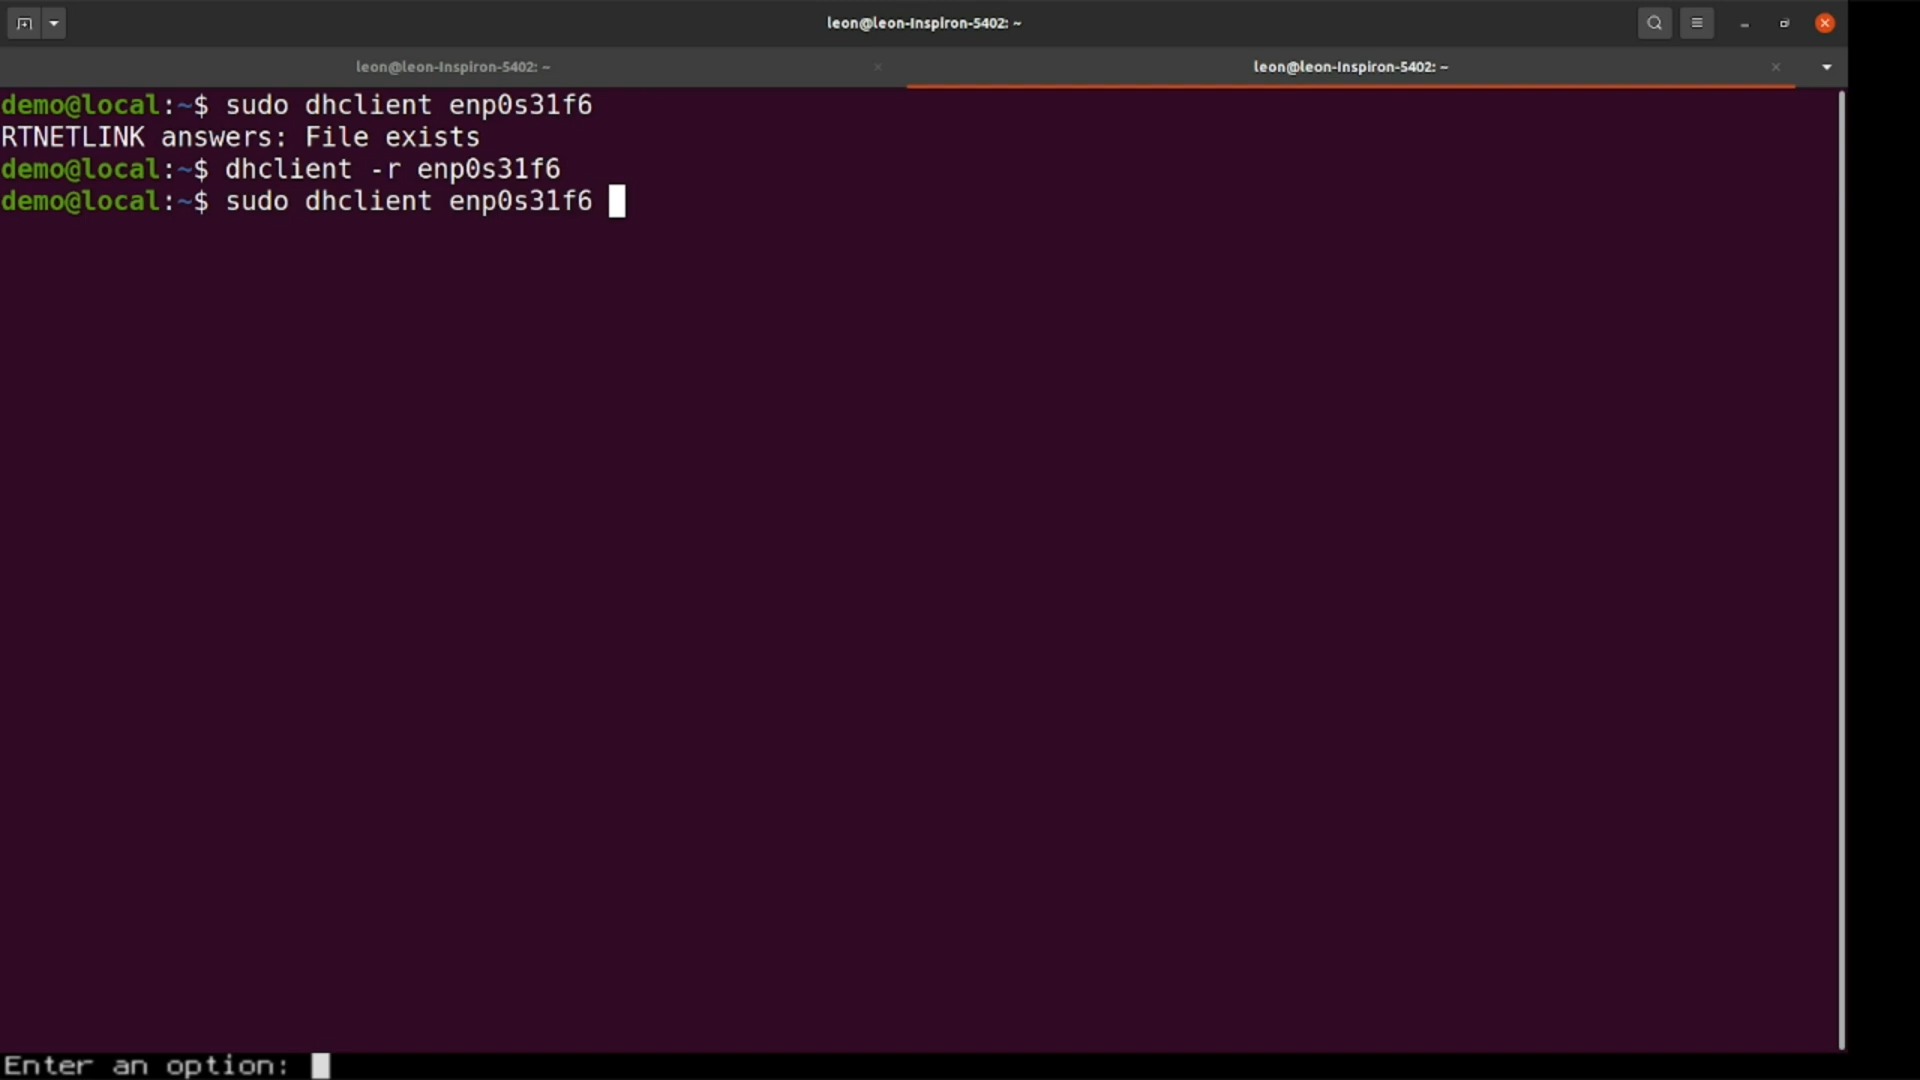 leon@leon-Inspiron-5402: ~
leon@leon-Inspiron-5402: ~
leon@leon-Inspiron-5402: ~
demo@local:~$ sudo dhclient enp0s31f6
RTNETLINK answers: File exists
demo@local:~$ dhclient -r enp0s31f6
demo@local:~$ sudo dhclient enp0s31f6
Enter an option: